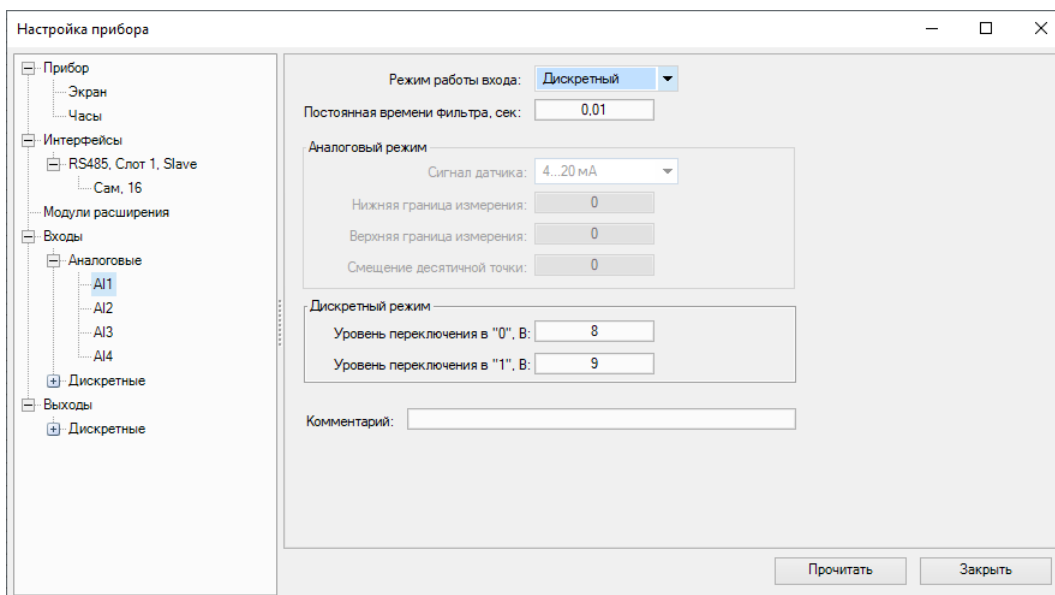 Настройка прибора
Прибор
Экран
Часы
Интерфейсы
RS485, Слот 1, Slave
Сам, 16
Модули расширения
Входы
Аналоговые
AI1
AI2
AI3
AI4
Дискретные
Выходы
Дискретные
Режим работы входа: Дискретный
Постоянная времени фильтра, сек: 0,01
Аналоговый режим
Сигнал датчика: 4...20 мА
Нижняя граница измерения: 0
Верхняя граница измерения: 0
Смещение десятичной точки: 0
Дискретный режим
Уровень переключения в "0", В: 8
Уровень переключения в "1", В: 9
Комментарий:
Прочитать Закрыть